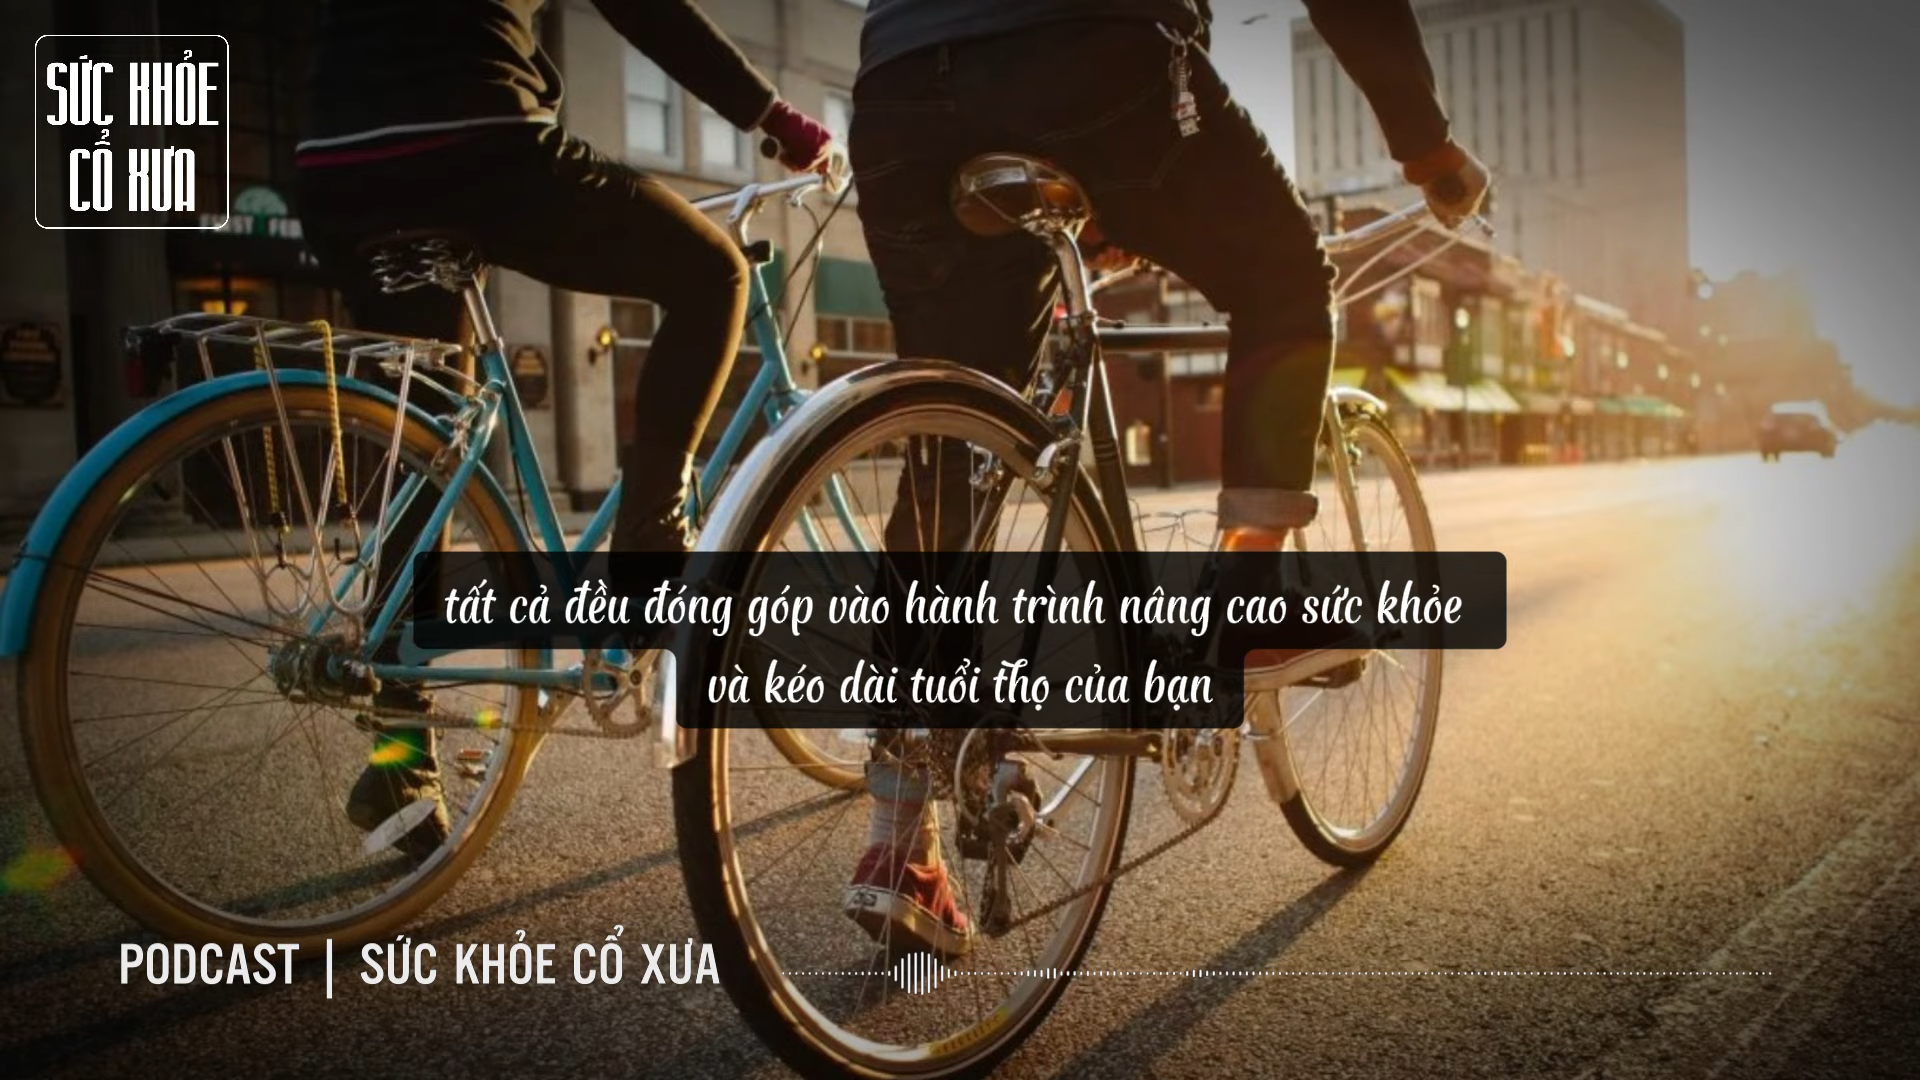 SỨC KHỎE
CỔ XƯA
tất cả đều đóng góp vào hành trình nâng cao sức khỏe
và kéo dài tuổi thọ của bạn
PODCAST | SỨC KHỎE CỔ XƯA